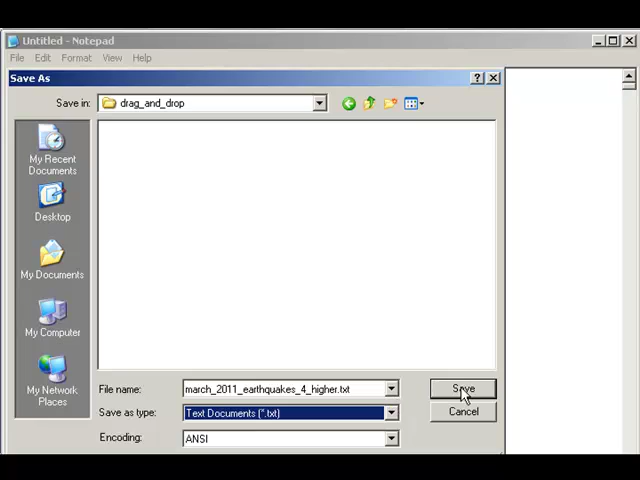 Untitled - Notepad
File Edit Format View Help
Save As
Save in: drag_and_drop
My Recent
Documents
Desktop
My Documents
My Computer
My Network
Places
File name: march_2011_earthquakes_4_higher.txt Save
Save as type: Text Documents (*.txt) Cancel
Encoding: ANSI